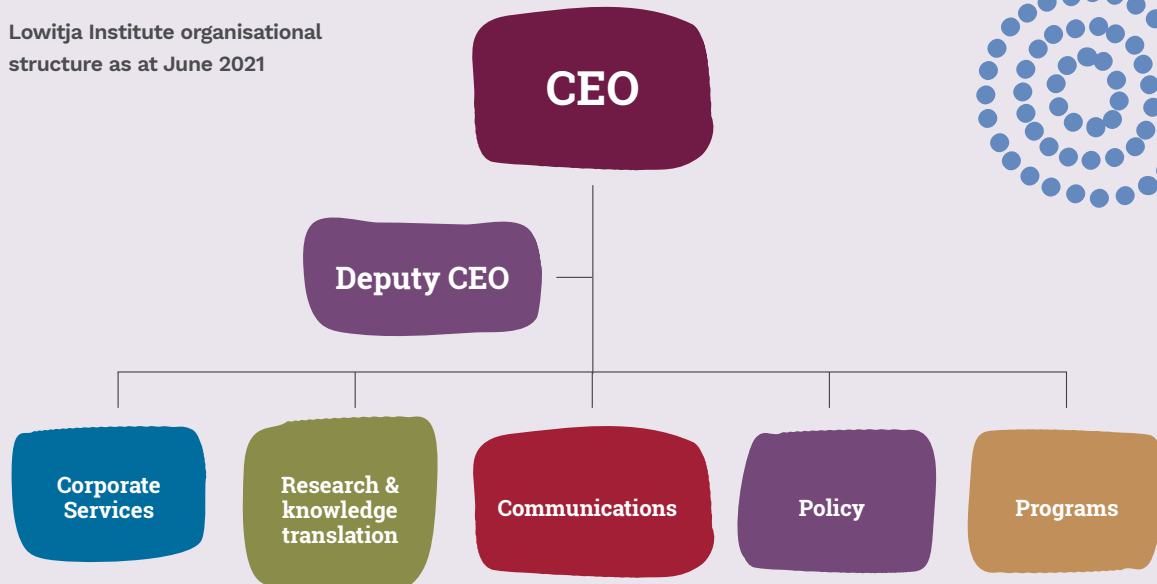 Lowitja Institute organisational
structure as at June 2021
CEO
Deputy CEO
Corporate
Services
Research &
knowledge
translation
Communications
Policy
Programs